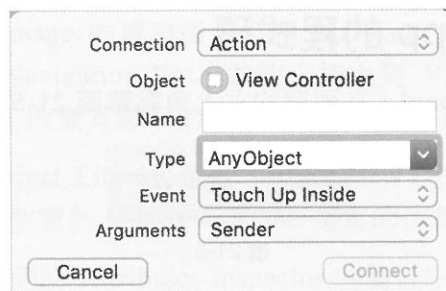 Connection Action
Object View Controller
Name
Type AnyObject
Event Touch Up Inside
Arguments Sender
Cancel Connect